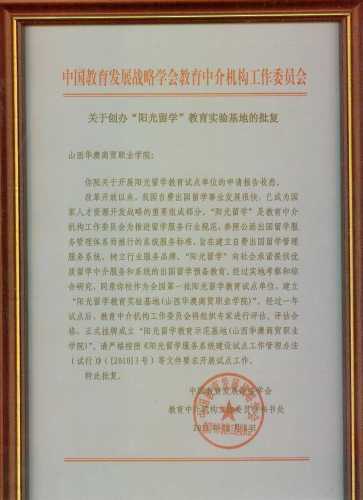 中国教育发展战略学会教育中介机构工作委员会
关于创办“阳光留学”教育实验基地的批复
山西华澳商贸职业学院:
你院关于开展阳光留学教育试点单位的申请报告收悉。
改革开放以来，我国自费出国留学事业发展很快，已成为国
家人才资源开发战略的重要组成部分。“阳光留学”是教育中介
机构工作委员会为推进留学服务行业规范，参照公派出国留学服
务管理体系而推行的系统服务标准，旨在建立自费出国留学管理
服务系统，树立行业服务品牌。“阳光留学”向社会承诺提供优
质留学中介服务和系统的出国留学预备教育。经过实地考察和综
合研究，同意你校作为全国第一批阳光留学教育试点单位，建立
“阳光留学教育实验基地(山西华澳商贸职业学院)”。经过一年
试点后，教育中介机构工作委员会将组织专家进行评估，评估合
格，正式挂牌成立“阳光留学教育示范基地(山西华澳商贸职业学
院)”。请严格按照《阳光留学服务系统建设试点工作管理办法
(试行)》([2010]3号)等文件要求开展试点工作。
特此批复。
中国教育发展战略学会
教育中介机构工作委员会秘书处